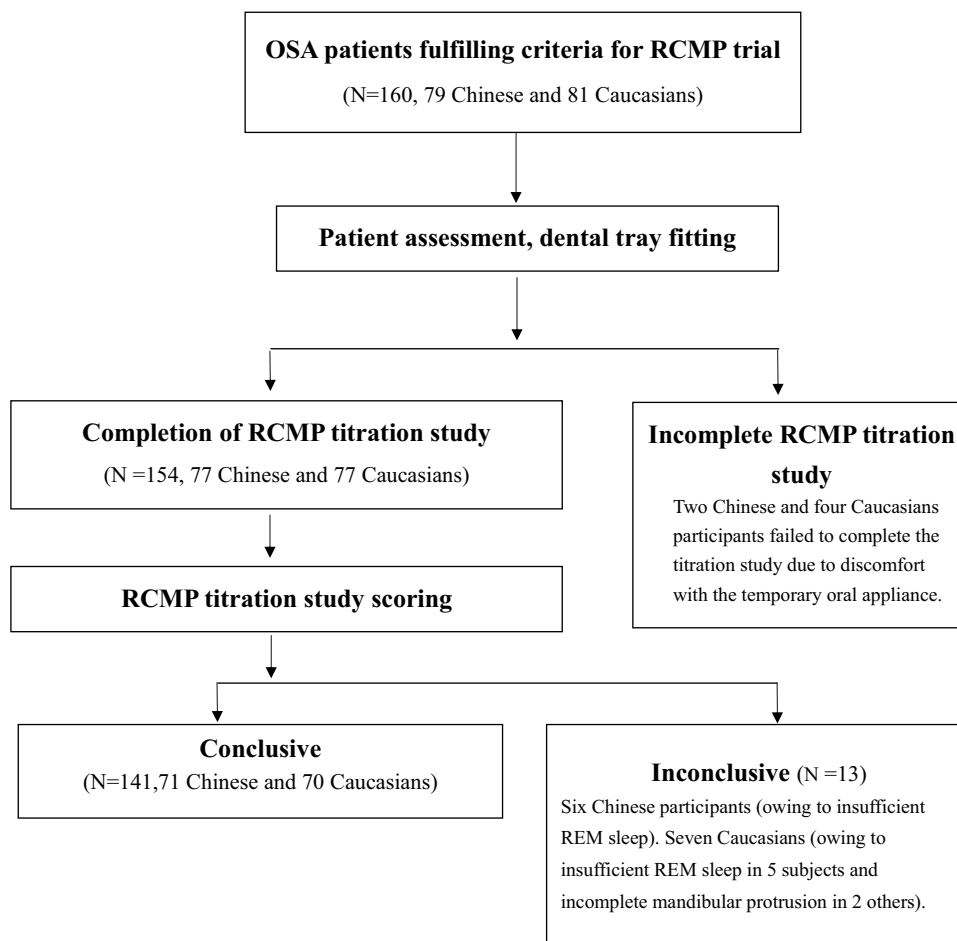 OSA patients fulfilling criteria for RCMP trial
(N=160, 79 Chinese and 81 Caucasians)
Patient assessment, dental tray fitting
Completion of RCMP titration study
(N =154, 77 Chinese and 77 Caucasians)
Incomplete RCMP titration
study
Two Chinese and four Caucasians
participants failed to complete the
titration study due to discomfort
with the temporary oral appliance.
RCMP titration study scoring
Conclusive
(N=141,71 Chinese and 70 Caucasians)
Inconclusive (N =13)
Six Chinese participants (owing to insufficient
REM sleep). Seven Caucasians (owing to
insufficient REM sleep in 5 subjects and
incomplete mandibular protrusion in 2 others).